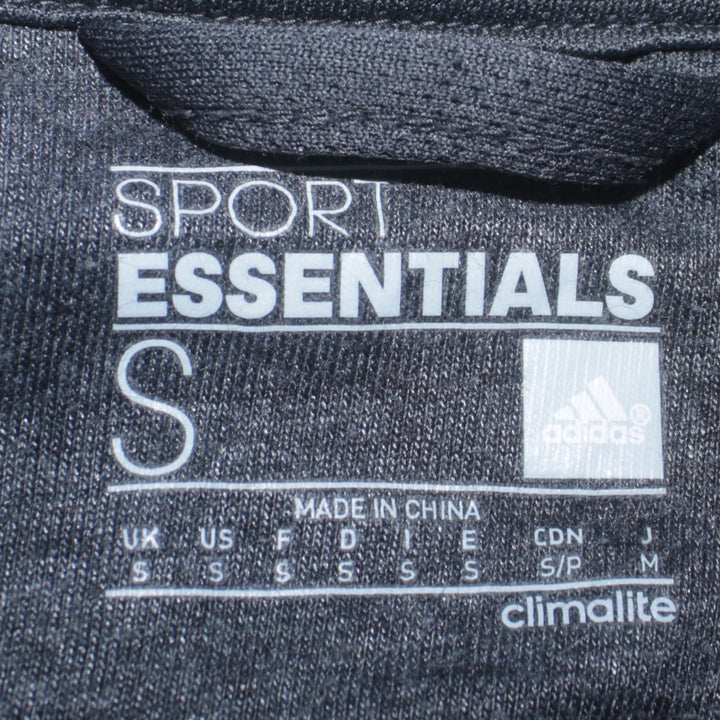 SPORT
ESSENTIALS
S
adidas®
MADE IN CHINA
UK US F D I E CDN J
S S S S S S S/P M
climalite